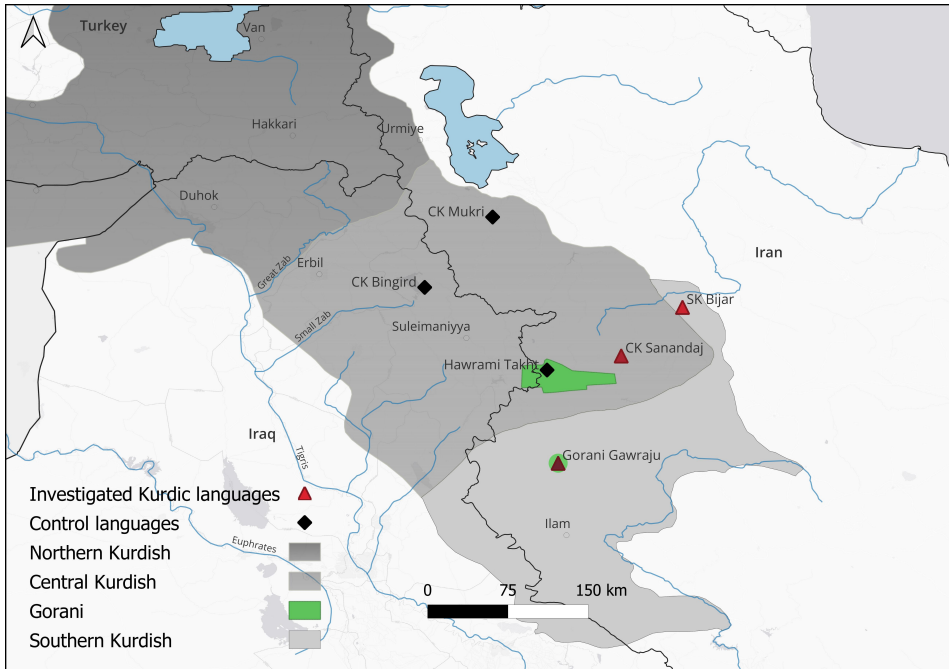 Turkey
Van
Hakkari
Urmiye
Duhok
CK Mukri
Iran
Great Zab
Erbil
CK Bingird
SK Bijar
Small Zab
Suleimaniyya
CK Sanandaj
Hawrami Takht
Iraq
Tigris
Gorani Gawraju
Investigated Kurdic languages
Control languages
Ilam
Euphrates
Northern Kurdish
Central Kurdish
Gorani
Southern Kurdish
0 75 150 km